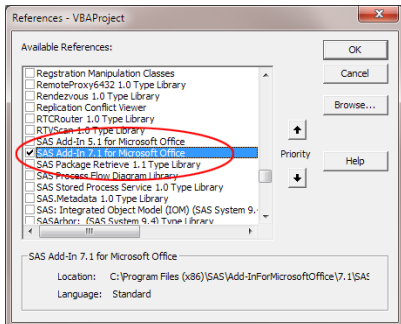 References - VBAProject
Available References:
Regstration Manipulation Classes
RemoteProxy6432 1.0 Type Library
Rendezvous 1.0 Type Library
Replication Conflict Viewer
RTCRouter 1.0 Type Library
RTVScan 1.0 Type Library
SAS Add-In 5.1 for Microsoft Office
SAS Add-In 7.1 for Microsoft Office
SAS Package Retrieve 1.1 Type Library
SAS Process Flow Diagram Library
SAS Stored Process Service 1.0 Type Library
SAS.Metadata 1.0 Type Library
SAS: Integrated Object Model (IOM) (SAS System 9.
SASArbor: (SAS System 9.4) Type Library
OK
Cancel
Browse...
Priority
Help
SAS Add-In 7.1 for Microsoft Office
Location: C:\Program Files (x86)\SAS\Add-InForMicrosoftOffice\7.1\SAS
Language: Standard